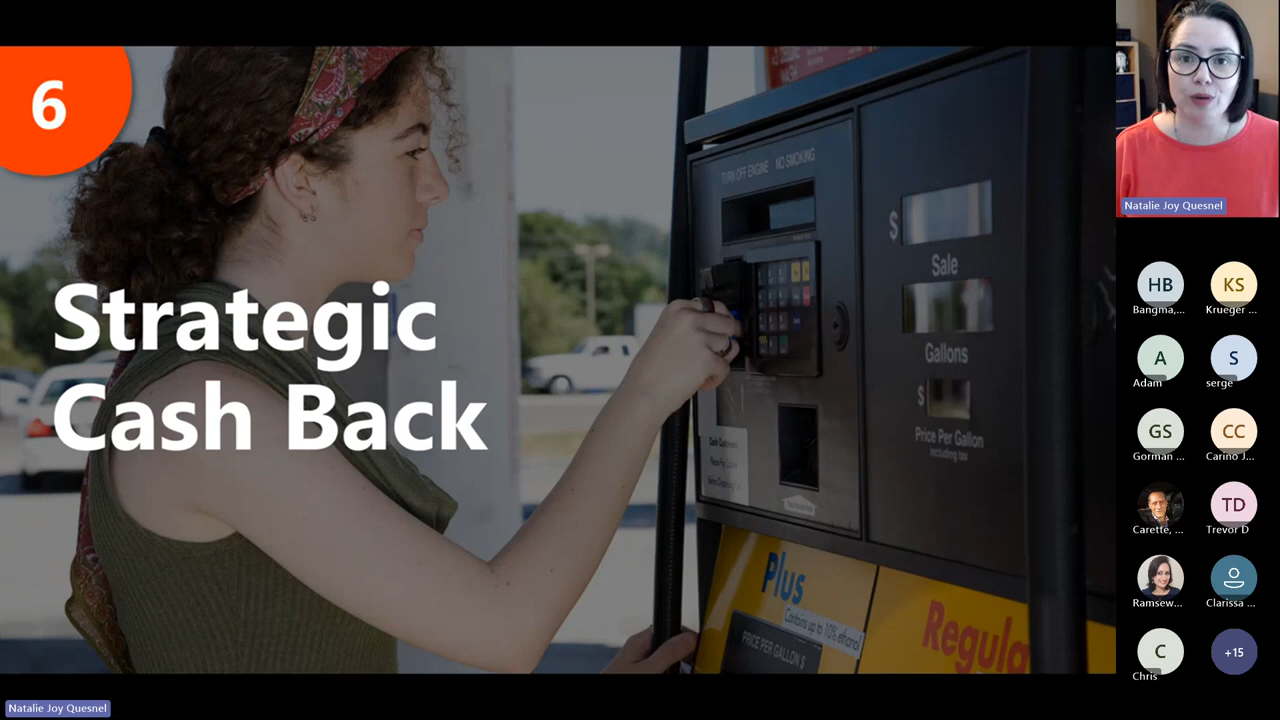 6
Strategic
Cash Back
TURN OFF ENGINE NO SMOKING
$
Sale
Gallons
$
Price Per Gallon
including tax
Cash Customers
Plus
Contains up to 10% ethanol
PRICE PER GALLON $
Regula
Natalie Joy Quesnel
HB
KS
Bangma,...
Krueger ...
A
S
Adam
serge
GS
CC
Gorman ...
Carino J...
TD
Carette, ...
Trevor D
Ramsew...
Clarissa ...
C
+15
Chris
Natalie Joy Quesnel